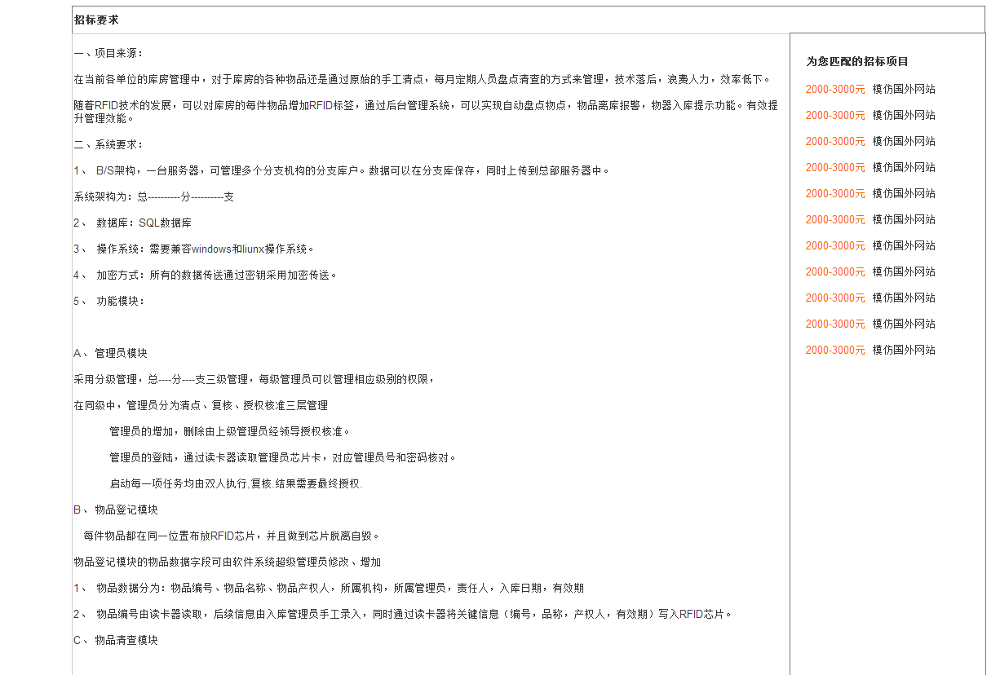 招标要求
一、项目来源：
在当前各单位的库房管理中，对于库房的各种物品还是通过原始的手工清点，每月定期人员盘点清查的方式来管理，技术落后，浪费人力，效率低下。
随着RFID技术的发展，可以对库房的每件物品增加RFID标签，通过后台管理系统，可以实现自动盘点物点，物品离库报警，物器入库提示功能。有效提
升管理效能。
二、系统要求：
1、 B/S架构，一台服务器，可管理多个分支机构的分支库户。数据可以在分支库保存，同时上传到总部服务器中。
系统架构为：总----------分----------支
2、 数据库：SQL数据库
3、 操作系统：需要兼容windows和liunx操作系统。
4、 加密方式：所有的数据传送通过密钥采用加密传送。
5、 功能模块：
A、 管理员模块
采用分级管理，总----分----支三级管理，每级管理员可以管理相应级别的权限，
在同级中，管理员分为清点、复核、授权核准三层管理
管理员的增加，删除由上级管理员经领导授权核准。
管理员的登陆，通过读卡器读取管理员芯片卡，对应管理员号和密码核对。
启动每一项任务均由双人执行,复核.结果需要最终授权.
B、 物品登记模块
每件物品都在同一位置布放RFID芯片，并且做到芯片脱离自毁。
物品登记模块的物品数据字段可由软件系统超级管理员修改、增加
1、 物品数据分为：物品编号、物品名称、物品产权人，所属机构，所属管理员，责任人，入库日期，有效期
2、 物品编号由读卡器读取，后续信息由入库管理员手工录入，同时通过读卡器将关键信息（编号，品称，产权人，有效期）写入RFID芯片。
C、 物品清查模块
为您匹配的招标项目
2000-3000元 模仿国外网站
2000-3000元 模仿国外网站
2000-3000元 模仿国外网站
2000-3000元 模仿国外网站
2000-3000元 模仿国外网站
2000-3000元 模仿国外网站
2000-3000元 模仿国外网站
2000-3000元 模仿国外网站
2000-3000元 模仿国外网站
2000-3000元 模仿国外网站
2000-3000元 模仿国外网站